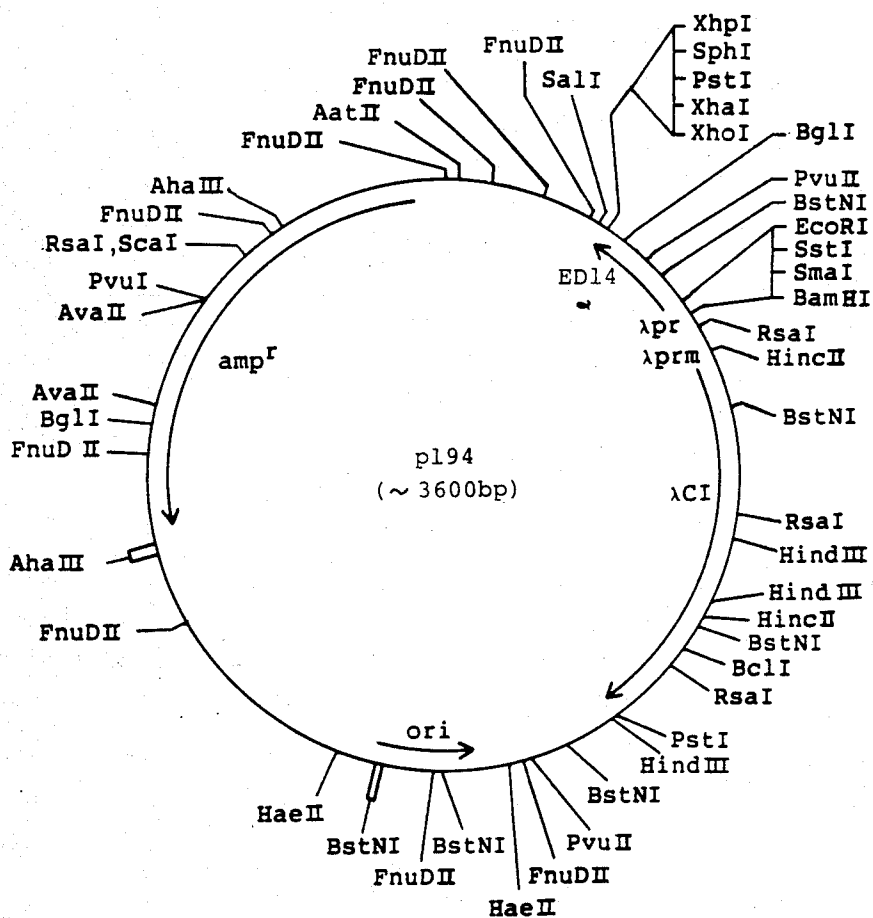 XhpI
SphI
PstI
XhaI
XhoI
FnuDII
SalI
FnuDII
FnuDII
AatII
FnuDII
BglI
PvuII
BstNI
EcoRI
SstI
SmaI
BamHI
RsaI
HincII
BstNI
RsaI
HindIII
HindIII
HincII
BstNI
BclI
RsaI
PstI
HindIII
BstNI
PvuII
FnuDII
HaeII
BstNI
FnuDII
BstNI
HaeII
FnuDII
AhaIII
FnuD II
BglI
AvaII
AvaII
PvuI
RsaI,ScaI
FnuDII
AhaIII
ampʳ
ED14
ℓ
λpr
λprm
λCI
ori
p194
(~ 3600bp)